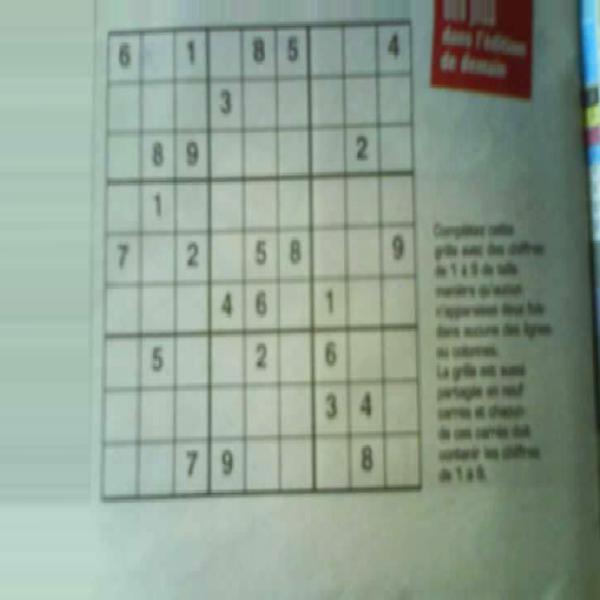 dans l'édition
de demain
6 1 8 5 4
3
8 9 2
1
7 2 5 8 9
4 6 1
5 2 6
3 4
7 9 8
Complétez cette
grille avec des chiffres
de 1 à 9 de telle
manière qu'aucun
n'apparaisse deux fois
dans aucune des lignes
ou colonnes.
La grille est aussi
partagée en neuf
carrés et chacun
de ces carrés doit
contenir les chiffres
de 1 à 9.